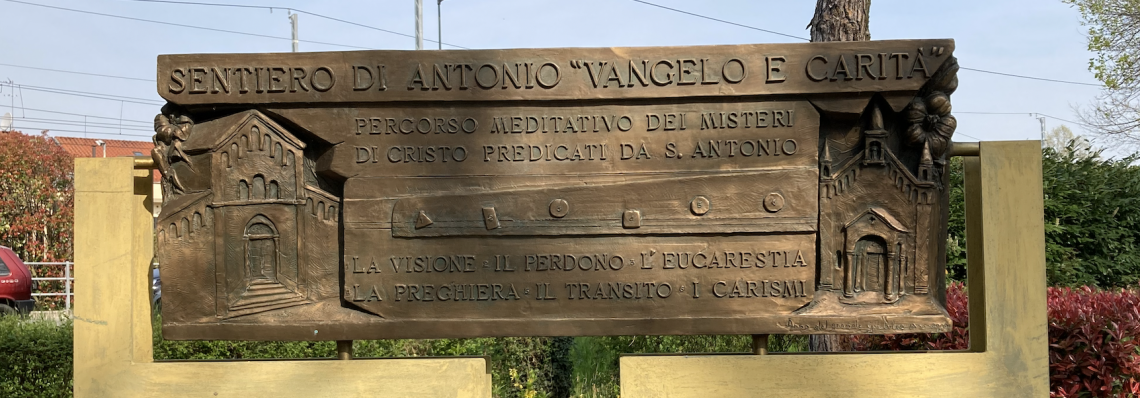 SENTIERO DI ANTONIO "VANGELO E CARITÀ"
PERCORSO MEDITATIVO DEI MISTERI
DI CRISTO PREDICATI DA S. ANTONIO
LA VISIONE - IL PERDONO - L'EUCARESTIA
LA PREGHIERA - IL TRANSITO - I CARISMI